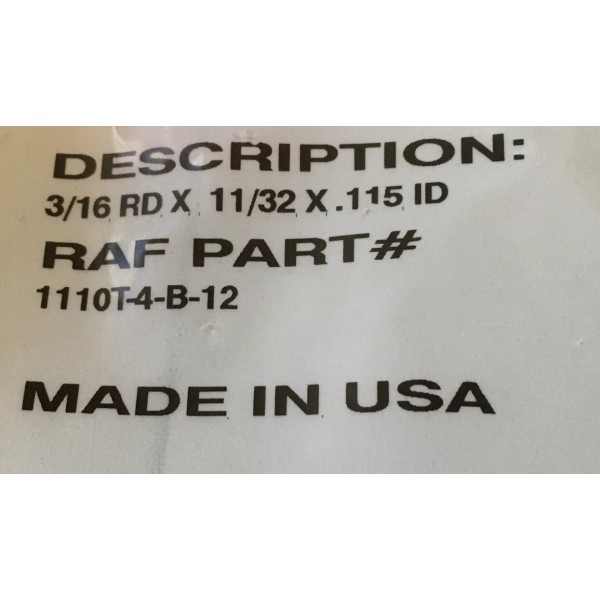 DESCRIPTION:
3/16 RD X 11/32 X .115 ID
RAF PART#
1110T-4-B-12
MADE IN USA